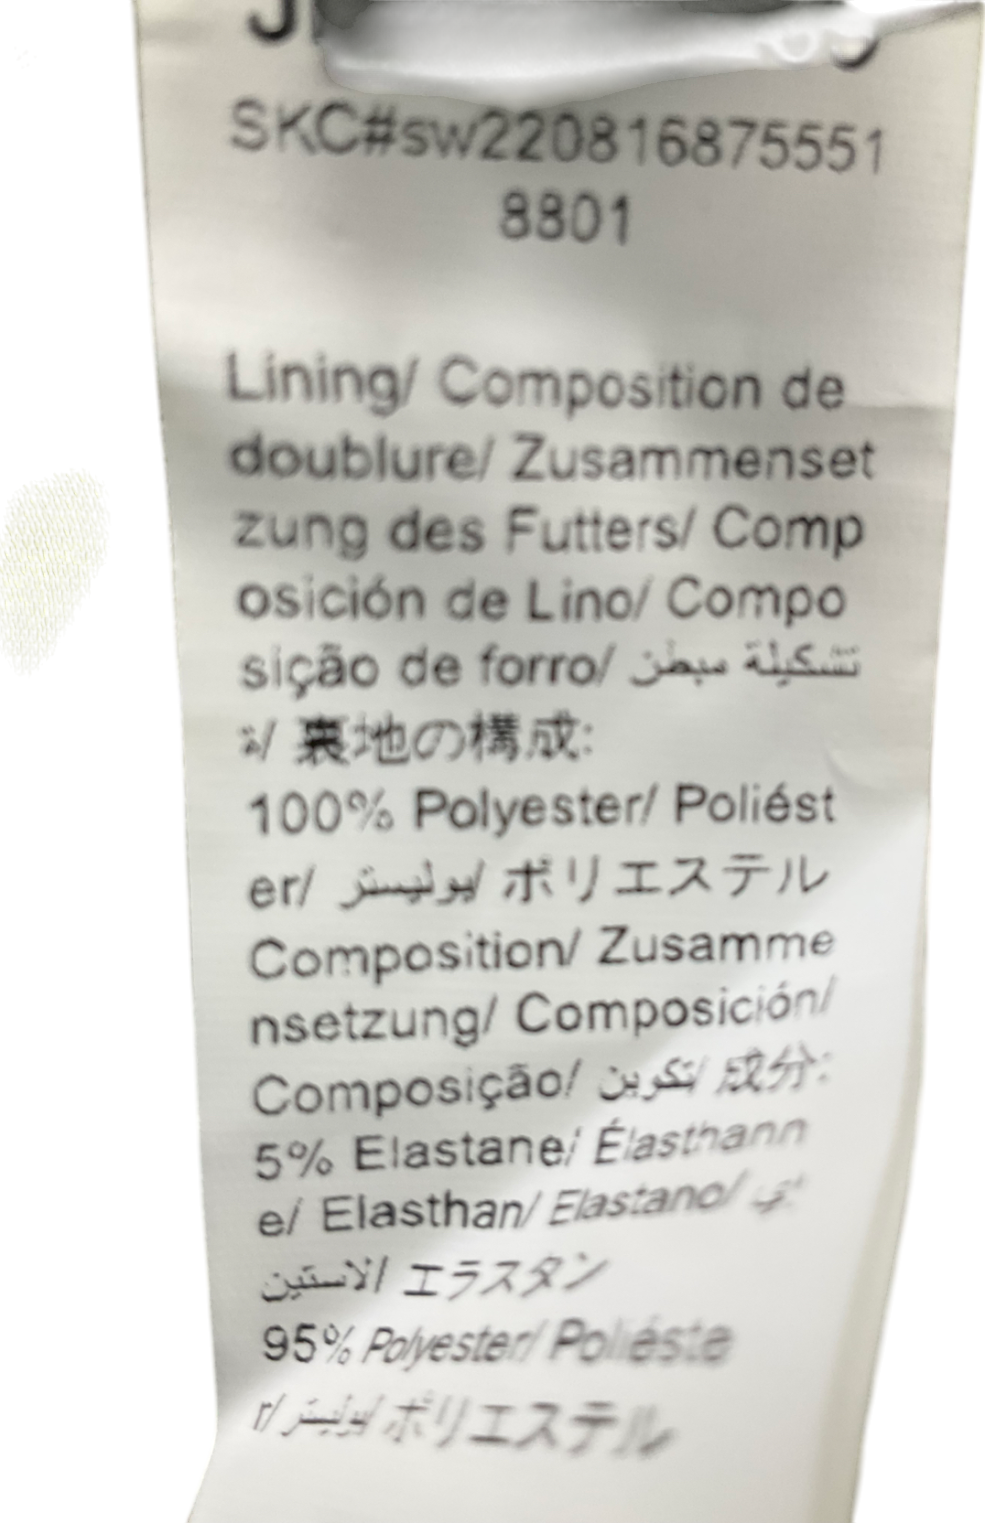 SKC#sw220816875551
8801
Lining/ Composition de
doublure/ Zusammenset
zung des Futters/ Comp
osición de Lino/ Compo
sição de forro/ تشكيلة مبطن
ة/ 裏地の構成:
100% Polyester/ Poliést
er/ بوليستر/ ポリエステル
Composition/ Zusamme
nsetzung/ Composición/
Composição/ تكوين/ 成分:
5% Elastane/ Élasthann
e/ Elasthan/ Elastano/
الاستين/ エラスタン
95% Polyester/ Poliéste
r/ بوليستر/ ポリエステル